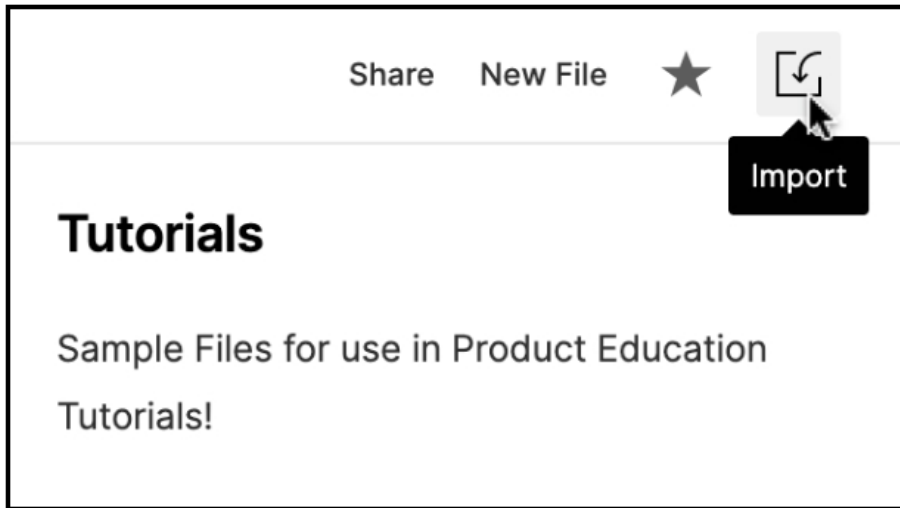 Share New File
Import
Tutorials
Sample Files for use in Product Education
Tutorials!